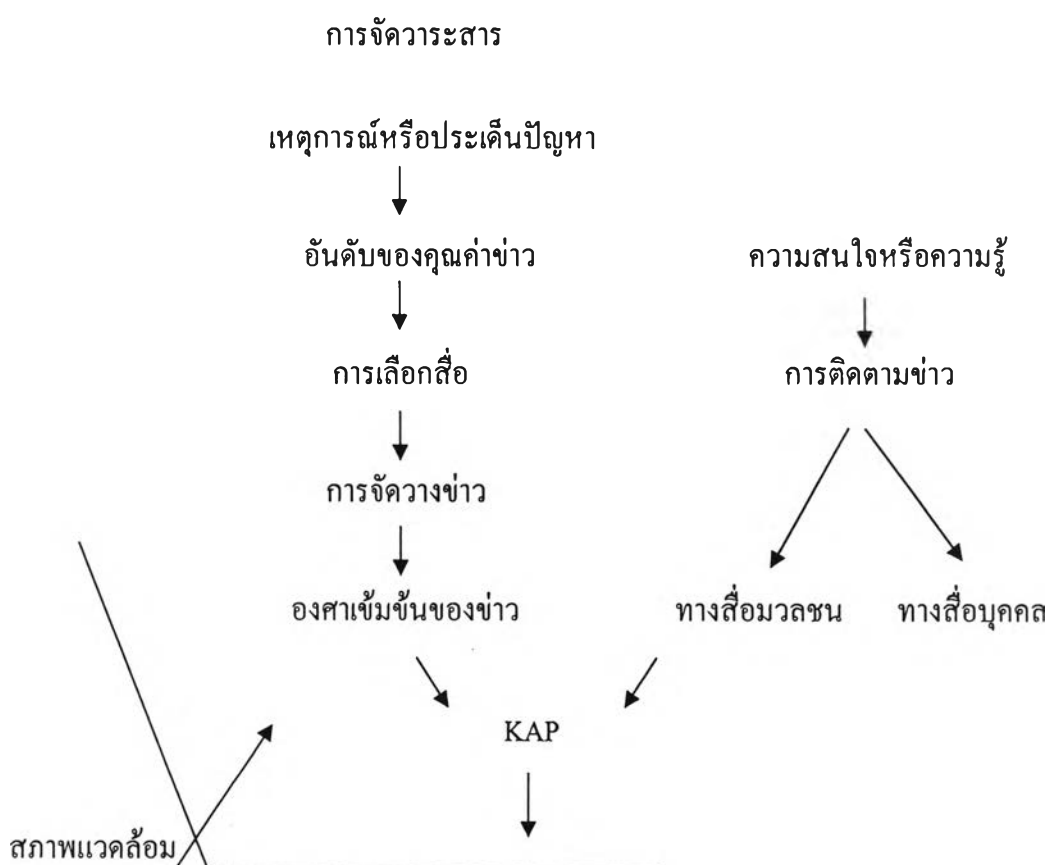 การจัดวาระสาร
เหตุการณ์หรือประเด็นปัญหา
อันดับของคุณค่าข่าว
ความสนใจหรือความรู้
การเลือกสื่อ
การติดตามข่าว
การจัดวางข่าว
องศาเข้มข้นของข่าว
ทางสื่อมวลชน
ทางสื่อบุคคล
KAP
สภาพแวดล้อม